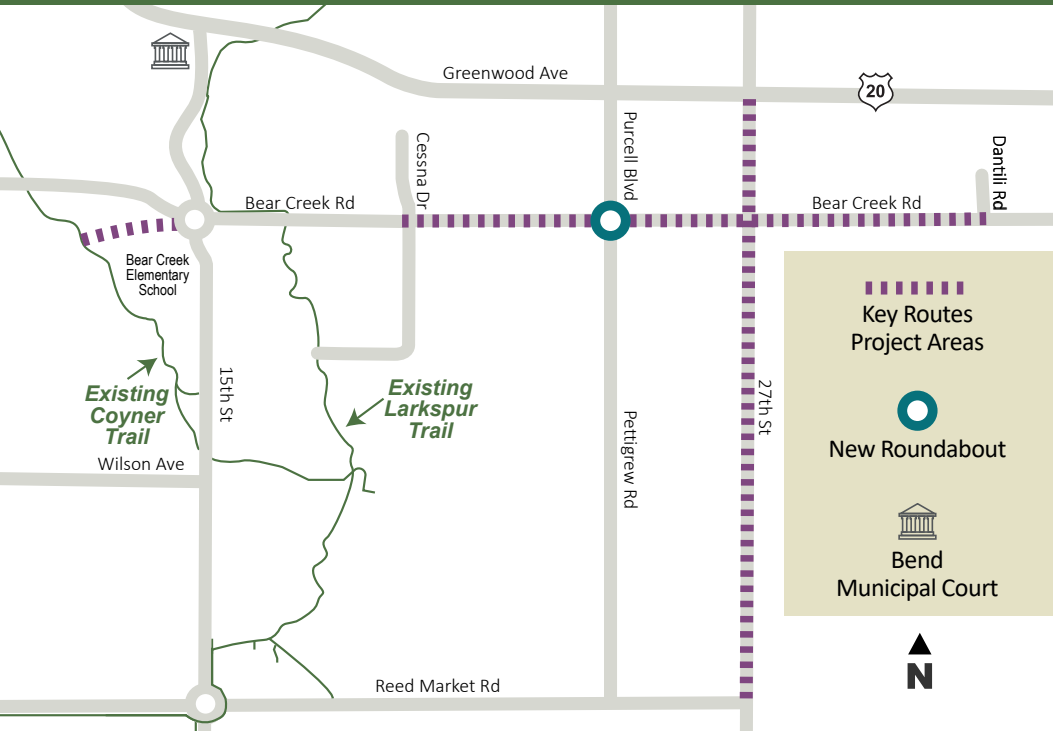 Greenwood Ave
20
Purcell Blvd
Cessna Dr
Dantili Rd
Bear Creek Rd
Bear Creek Rd
Bear Creek
Elementary
School
Key Routes
Project Areas
Existing
Coyner
Trail
15th St
Existing
Larkspur
Trail
27th St
New Roundabout
Pettigrew Rd
Wilson Ave
Bend
Municipal Court
N
Reed Market Rd